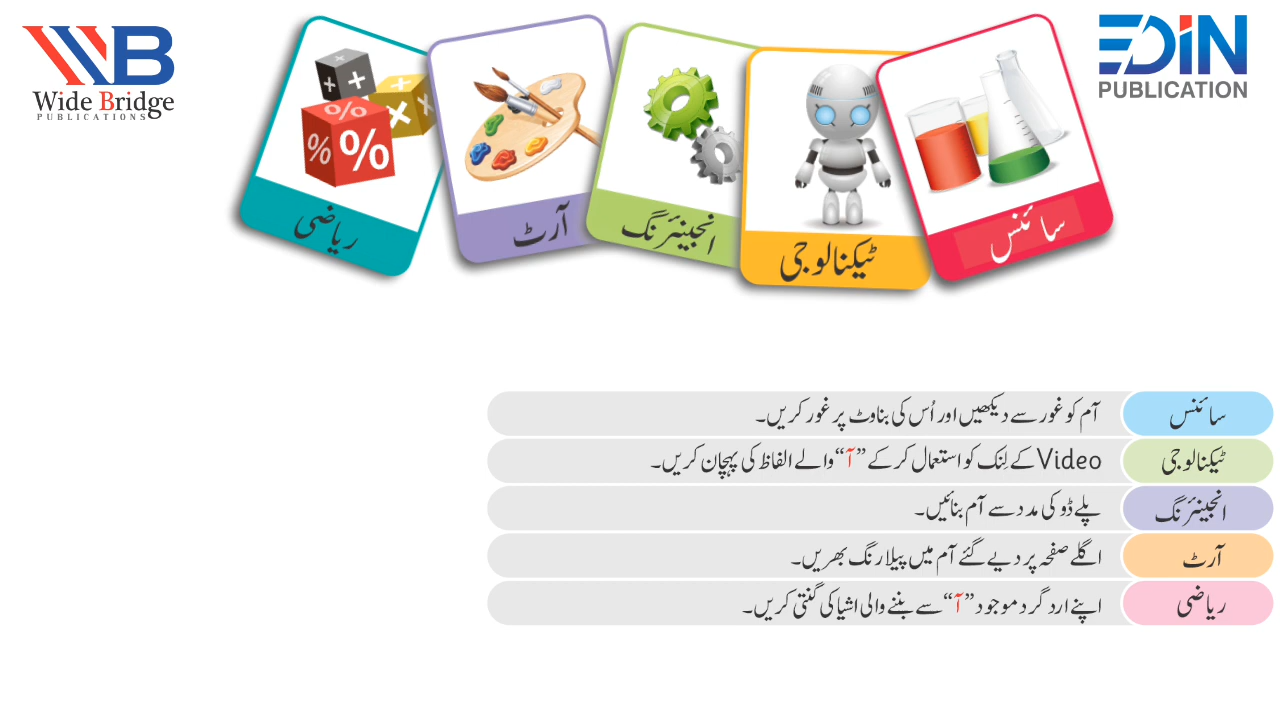 Wide Bridge
PUBLICATIONS
EDiN
PUBLICATION
سائنس
ٹیکنالوجی
انجینئرنگ
آرٹ
ریاضی
سائنس آم کو غور سے دیکھیں اور اُس کی بناوٹ پر غور کریں۔
ٹیکنالوجی Video کے لِنک کو استعمال کر کے ”آ“ والے الفاظ کی پہچان کریں۔
انجینئرنگ پلے ڈو کی مدد سے آم بنائیں۔
آرٹ اگلے صفحہ پر دیے گئے آم میں پیلا رنگ بھریں۔
ریاضی اپنے ارد گرد موجود ”آ“ سے بننے والی اشیا کی گنتی کریں۔